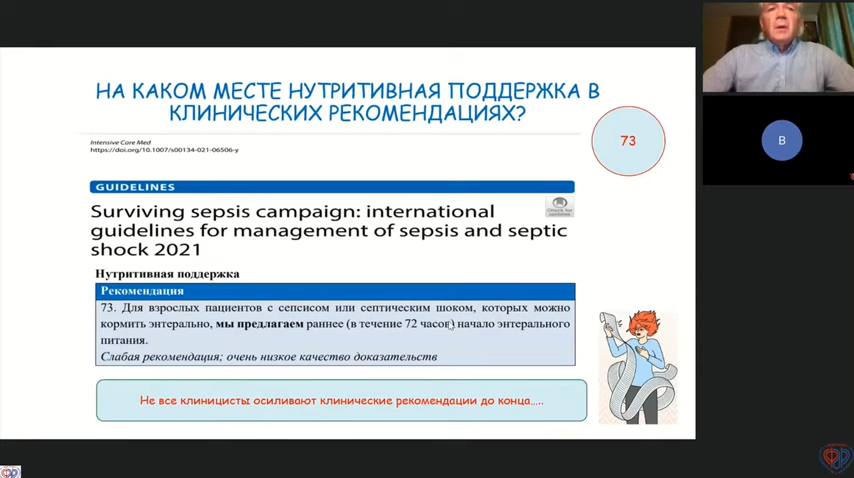 НА КАКОМ МЕСТЕ НУТРИТИВНАЯ ПОДДЕРЖКА В
КЛИНИЧЕСКИХ РЕКОМЕНДАЦИЯХ?
73
Intensive Care Med
https://doi.org/10.1007/s00134-021-06506-y
GUIDELINES
Surviving sepsis campaign: international
guidelines for management of sepsis and septic
shock 2021
Нутритивная поддержка
Рекомендация
73. Для взрослых пациентов с сепсисом или септическим шоком, которых можно
кормить энтерально, мы предлагаем раннее (в течение 72 часов) начало энтерального
питания.
Слабая рекомендация; очень низкое качество доказательств
Не все клиницисты осиливают клинические рекомендации до конца.....
В